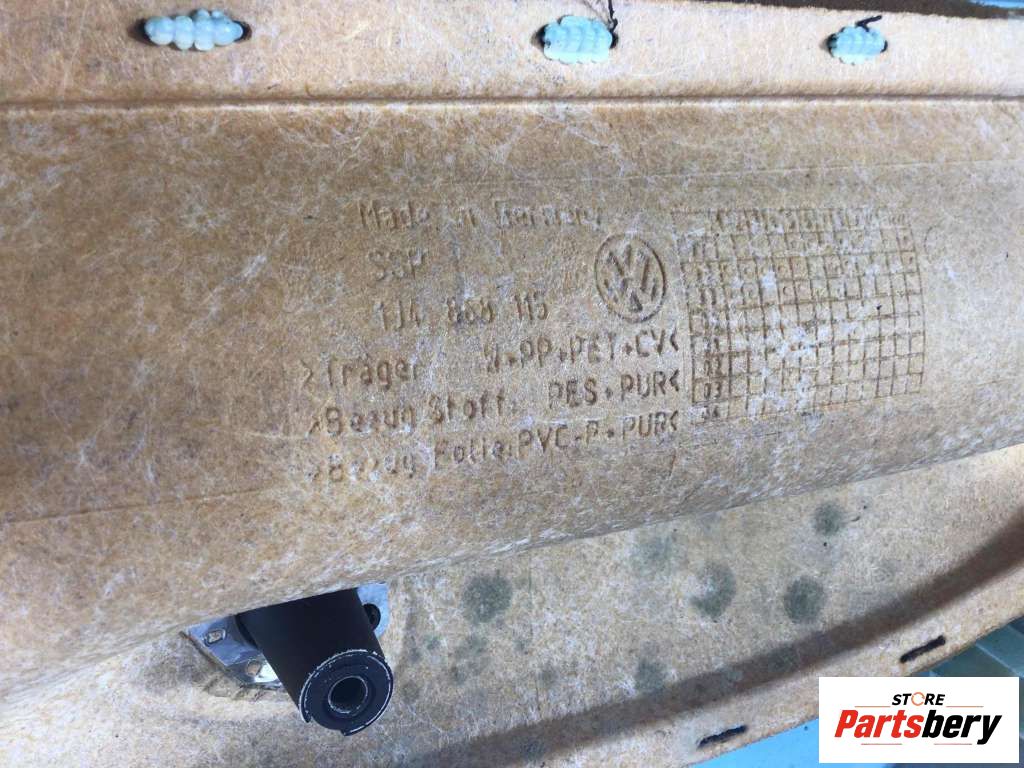 Made in Germany
SSP
1J4 868 115
>Träger W+PP+PET+CV<
>Bezug Stoff: PES+PUR<
>Bezug Folie:PVC-P+PUR<
STORE
Partsbery